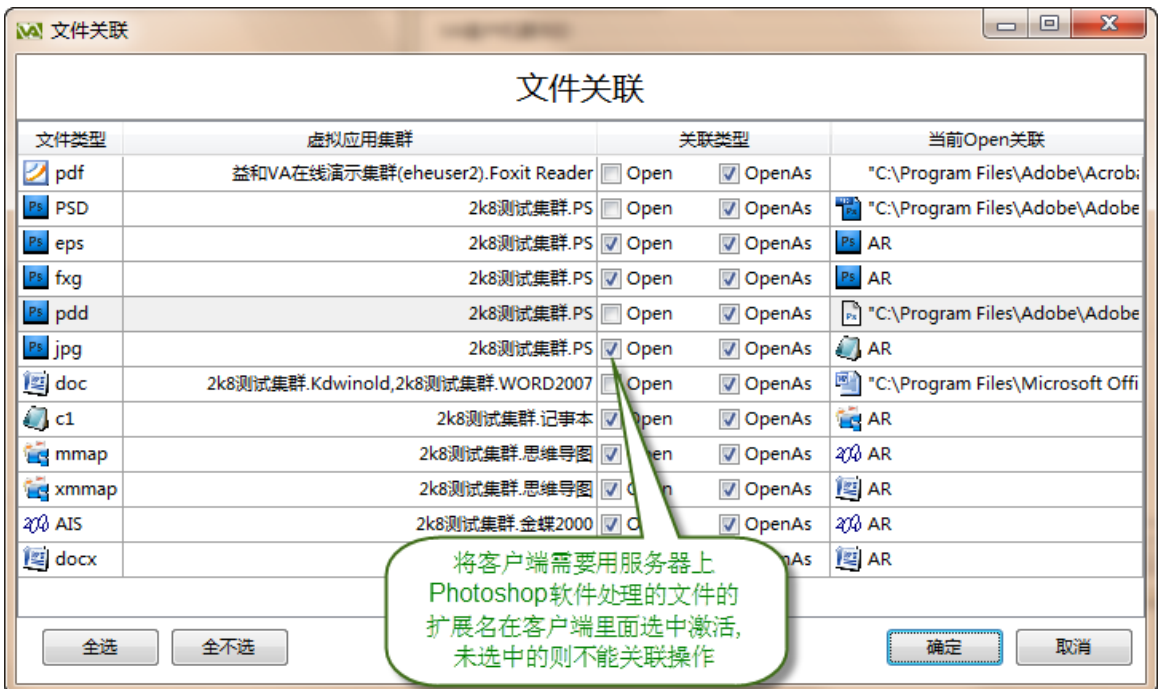 文件关联
文件关联
文件类型 虚拟应用集群 关联类型 当前Open关联
pdf 益和VA在线演示集群(eheuser2).Foxit Reader Open OpenAs "C:\Program Files\Adobe\Acroba
Ps PSD 2k8测试集群.PS Open OpenAs "C:\Program Files\Adobe\Adobe
Ps eps 2k8测试集群.PS Open OpenAs Ps AR
Ps fxg 2k8测试集群.PS Open OpenAs Ps AR
Ps pdd 2k8测试集群.PS Open OpenAs "C:\Program Files\Adobe\Adobe
Ps jpg 2k8测试集群.PS Open OpenAs AR
doc 2k8测试集群.Kdwinold,2k8测试集群.WORD2007 Open OpenAs "C:\Program Files\Microsoft Offi
c1 2k8测试集群.记事本 Open OpenAs AR
mmap 2k8测试集群.思维导图 Open OpenAs AR
xmmap 2k8测试集群.思维导图 OpenAs AR
AIS 2k8测试集群.金蝶2000 OpenAs AR
docx AR
将客户端需要用服务器上
Photoshop软件处理的文件的
扩展名在客户端里面选中激活,
未选中的则不能关联操作
全选 全不选 确定 取消